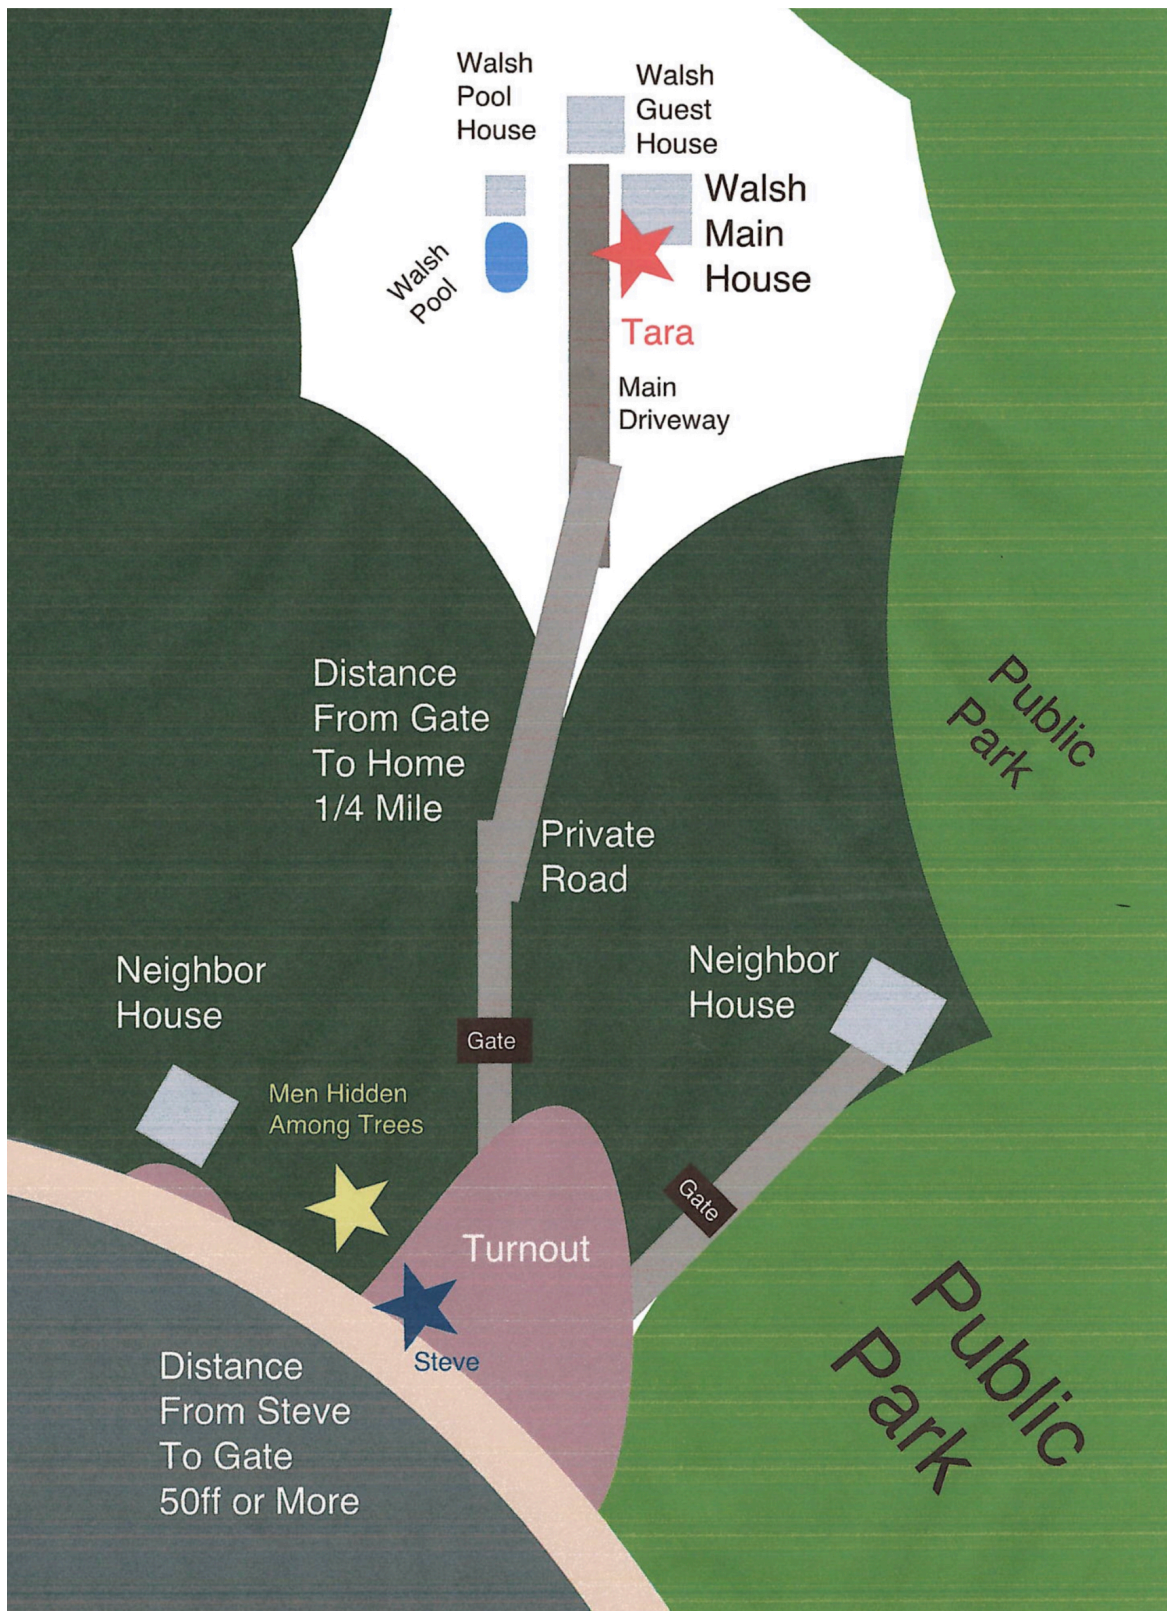 Walsh
Pool
House
Walsh
Guest
House
Walsh
Main
House
Walsh
Pool
Tara
Main
Driveway
Distance
From Gate
To Home
1/4 Mile
Public
Park
Private
Road
Neighbor
House
Neighbor
House
Gate
Men Hidden
Among Trees
Gate
Turnout
Steve
Distance
From Steve
To Gate
50ff or More
Public
Park